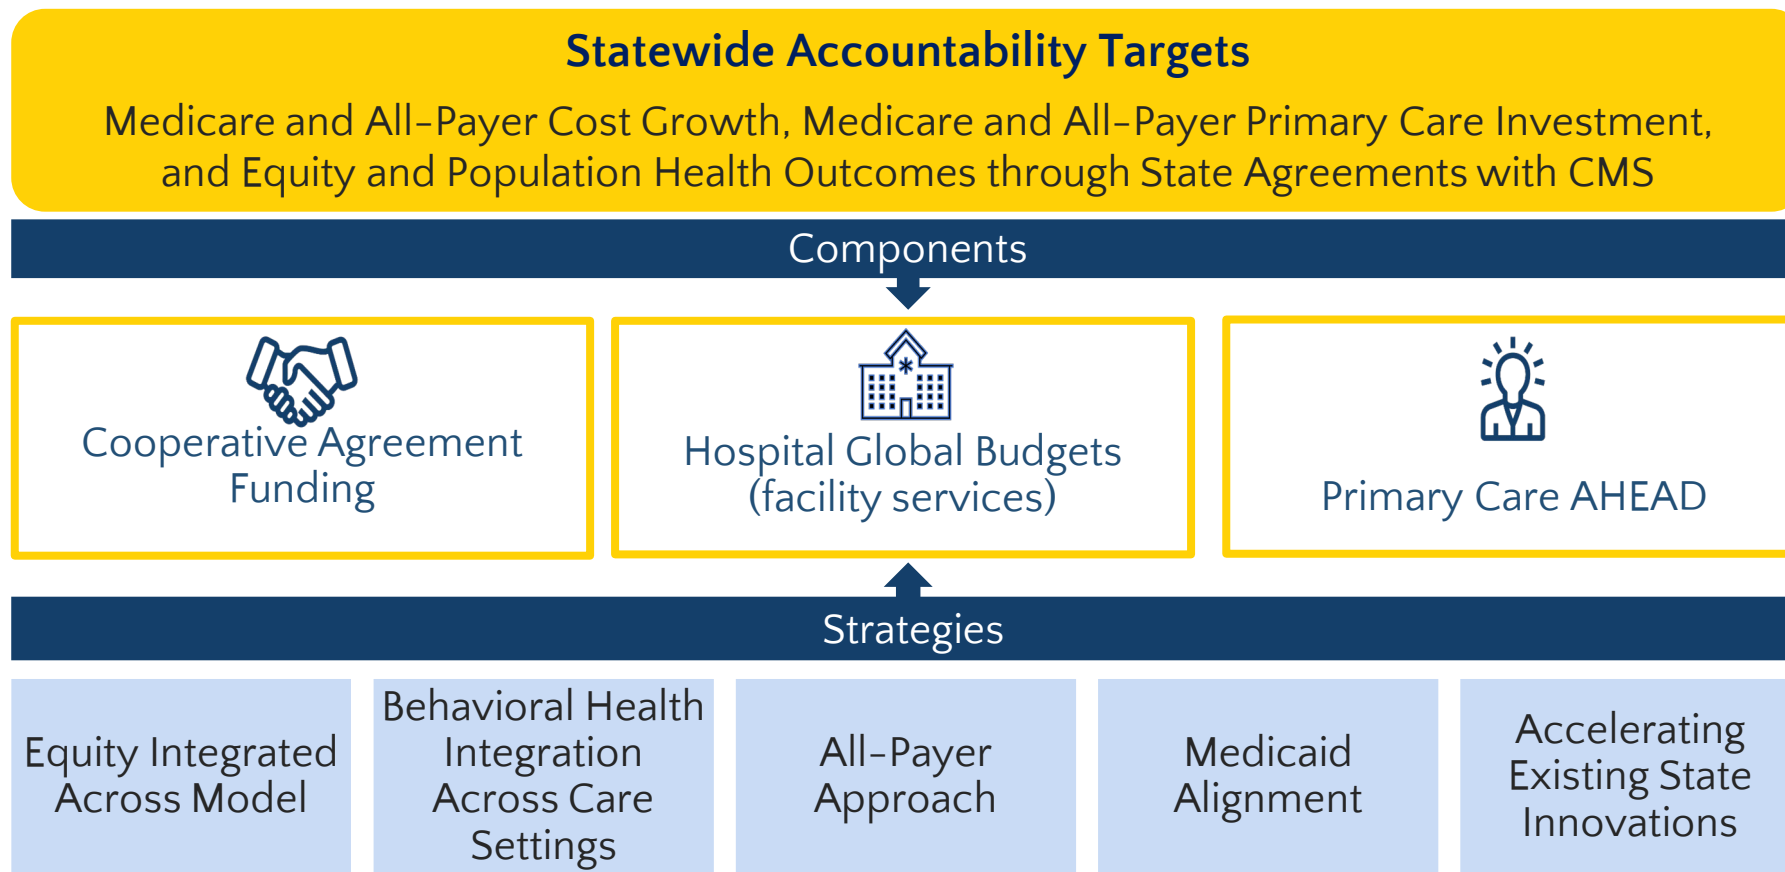 Statewide Accountability Targets
Medicare and All-Payer Cost Growth, Medicare and All-Payer Primary Care Investment,
and Equity and Population Health Outcomes through State Agreements with CMS
Components
Cooperative Agreement
Funding
Hospital Global Budgets
(facility services)
Primary Care AHEAD
Strategies
Equity Integrated
Across Model
Behavioral Health
Integration
Across Care
Settings
All-Payer
Approach
Medicaid
Alignment
Accelerating
Existing State
Innovations